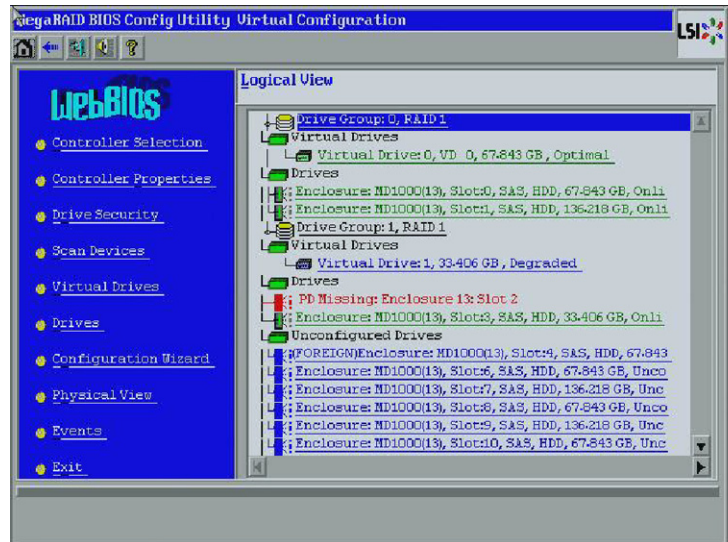 MegaRAID BIOS Config Utility Virtual Configuration
LSI
WebBIOS
Controller Selection
Controller Properties
Drive Security
Scan Devices
Virtual Drives
Drives
Configuration Wizard
Physical View
Events
Exit
Logical View
Drive Group: 0, RAID 1
Virtual Drives
Virtual Drive: 0, VD_0, 67.843 GB, Optimal
Drives
Enclosure: MD1000(13), Slot:0, SAS, HDD, 67.843 GB, Onli
Enclosure: MD1000(13), Slot:1, SAS, HDD, 136.218 GB, Onli
Drive Group: 1, RAID 1
Virtual Drives
Virtual Drive: 1, 33.406 GB, Degraded
Drives
PD Missing: Enclosure 13: Slot 2
Enclosure: MD1000(13), Slot:3, SAS, HDD, 33.406 GB, Onli
Unconfigured Drives
(FOREIGN)Enclosure: MD1000(13), Slot:4, SAS, HDD, 67.843
Enclosure: MD1000(13), Slot:6, SAS, HDD, 67.843 GB, Unco
Enclosure: MD1000(13), Slot:7, SAS, HDD, 136.218 GB, Unc
Enclosure: MD1000(13), Slot:8, SAS, HDD, 67.843 GB, Unco
Enclosure: MD1000(13), Slot:9, SAS, HDD, 136.218 GB, Unc
Enclosure: MD1000(13), Slot:10, SAS, HDD, 67.843 GB, Unc